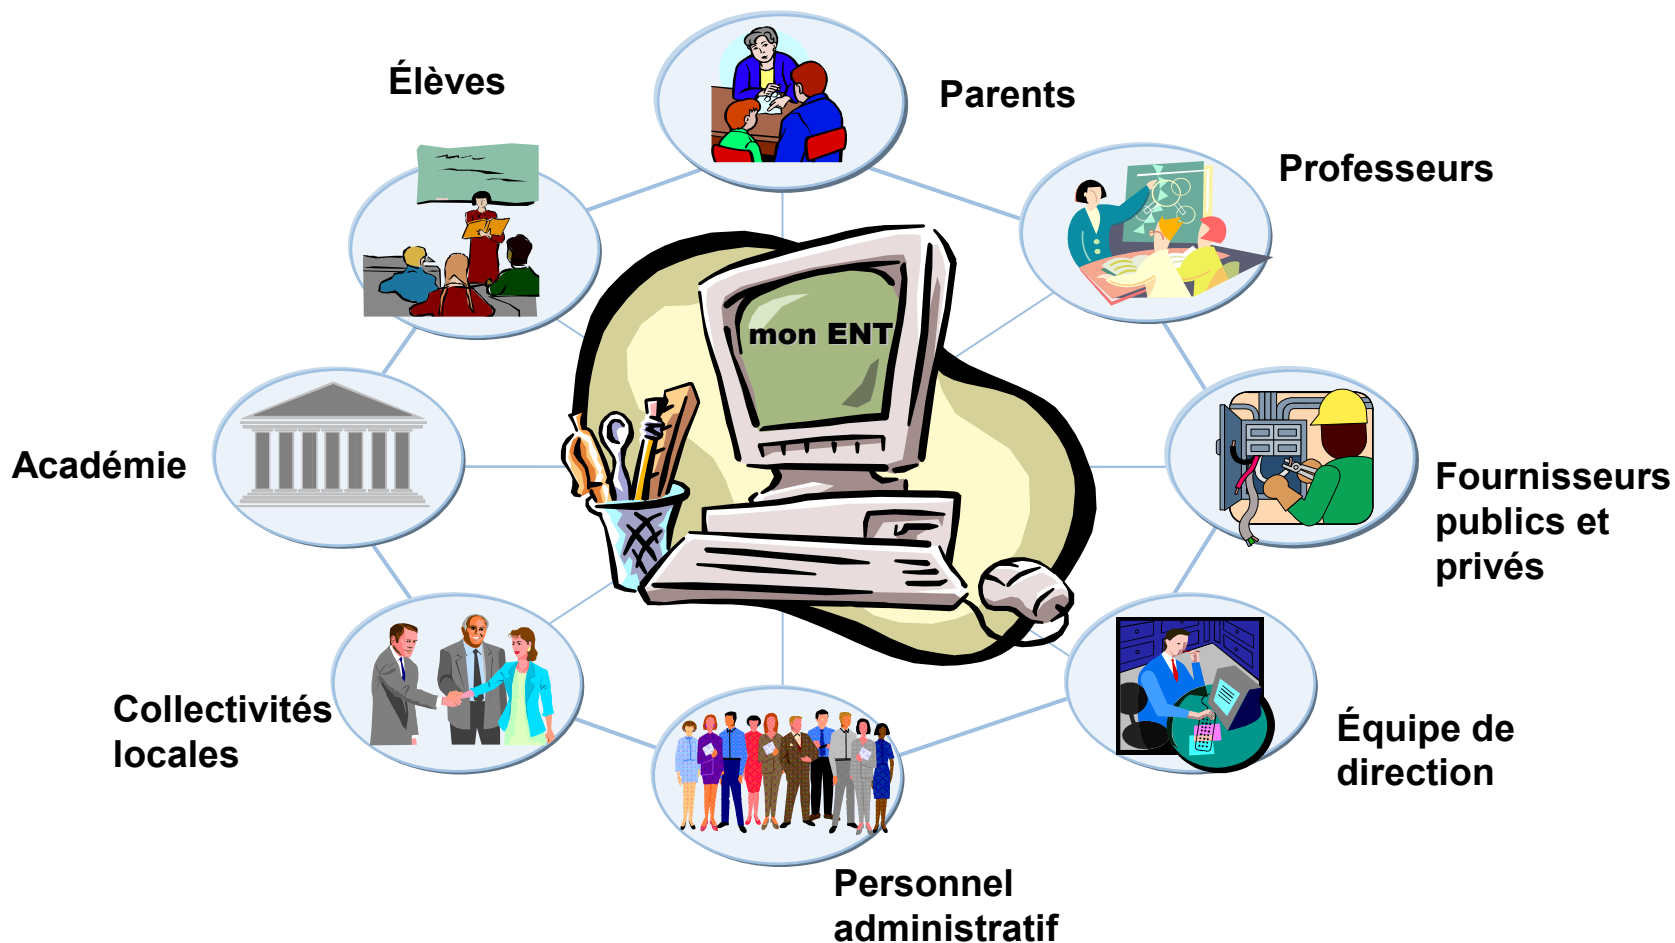 Élèves
Parents
Professeurs
mon ENT
Académie
Fournisseurs
publics et
privés
Collectivités
locales
Équipe de
direction
Personnel
administratif